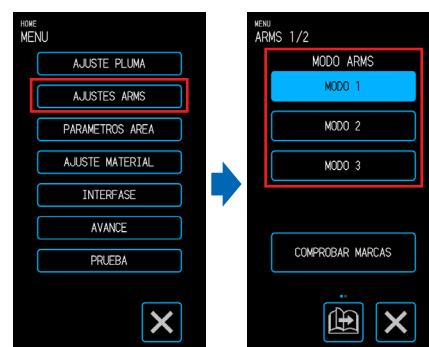 HOME
MENU
AJUSTE PLUMA
AJUSTES ARMS
PARAMETROS AREA
AJUSTE MATERIAL
INTERFASE
AVANCE
PRUEBA
MENU
ARMS 1/2
MODO ARMS
MODO 1
MODO 2
MODO 3
COMPROBAR MARCAS